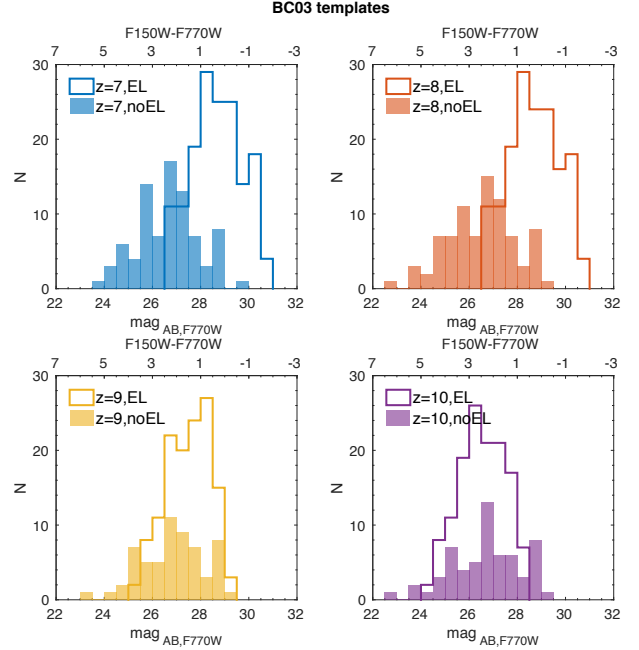 BC03 templates
F150W-F770W
7 5 3 1 -1 -3
30
20
10
0
N
z=7,EL
z=7,noEL
22 24 26 28 30 32
mag AB,F770W
F150W-F770W
7 5 3 1 -1 -3
30
20
10
0
N
z=8,EL
z=8,noEL
22 24 26 28 30 32
mag AB,F770W
F150W-F770W
7 5 3 1 -1 -3
30
20
10
0
N
z=9,EL
z=9,noEL
22 24 26 28 30 32
mag AB,F770W
F150W-F770W
7 5 3 1 -1 -3
30
20
10
0
N
z=10,EL
z=10,noEL
22 24 26 28 30 32
mag AB,F770W